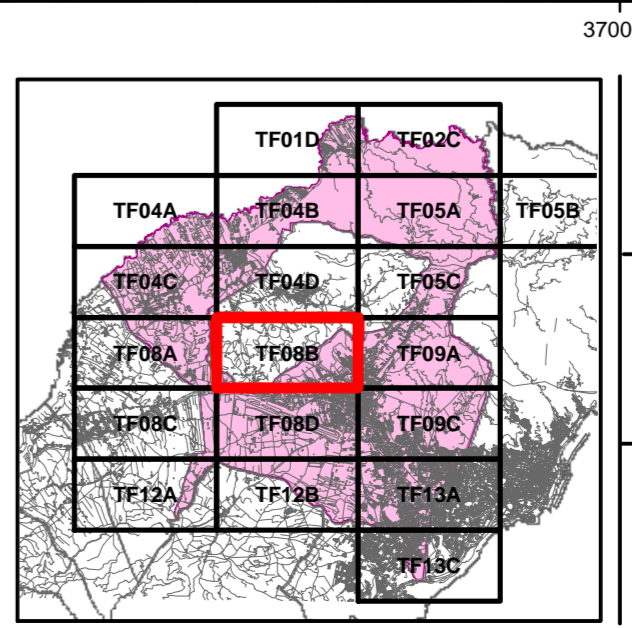 3700
TF01D TF02C
TF04A TF04B TF05A TF05B
TF04C TF04D TF05C
TF08A TF08B TF09A
TF08C TF08D TF09C
TF12A TF12B TF13A
TF13C